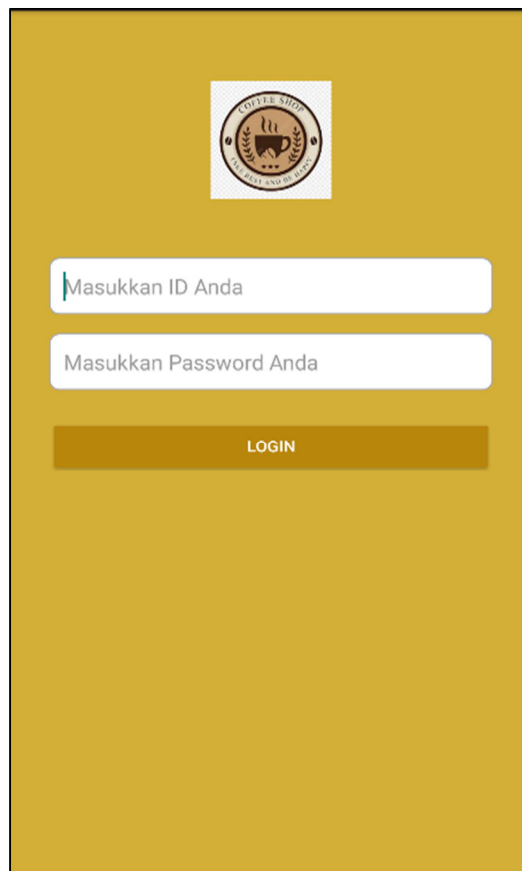 COFFEE SHOP
TAKE REST AND BE HAPPY
Masukkan ID Anda
Masukkan Password Anda
LOGIN